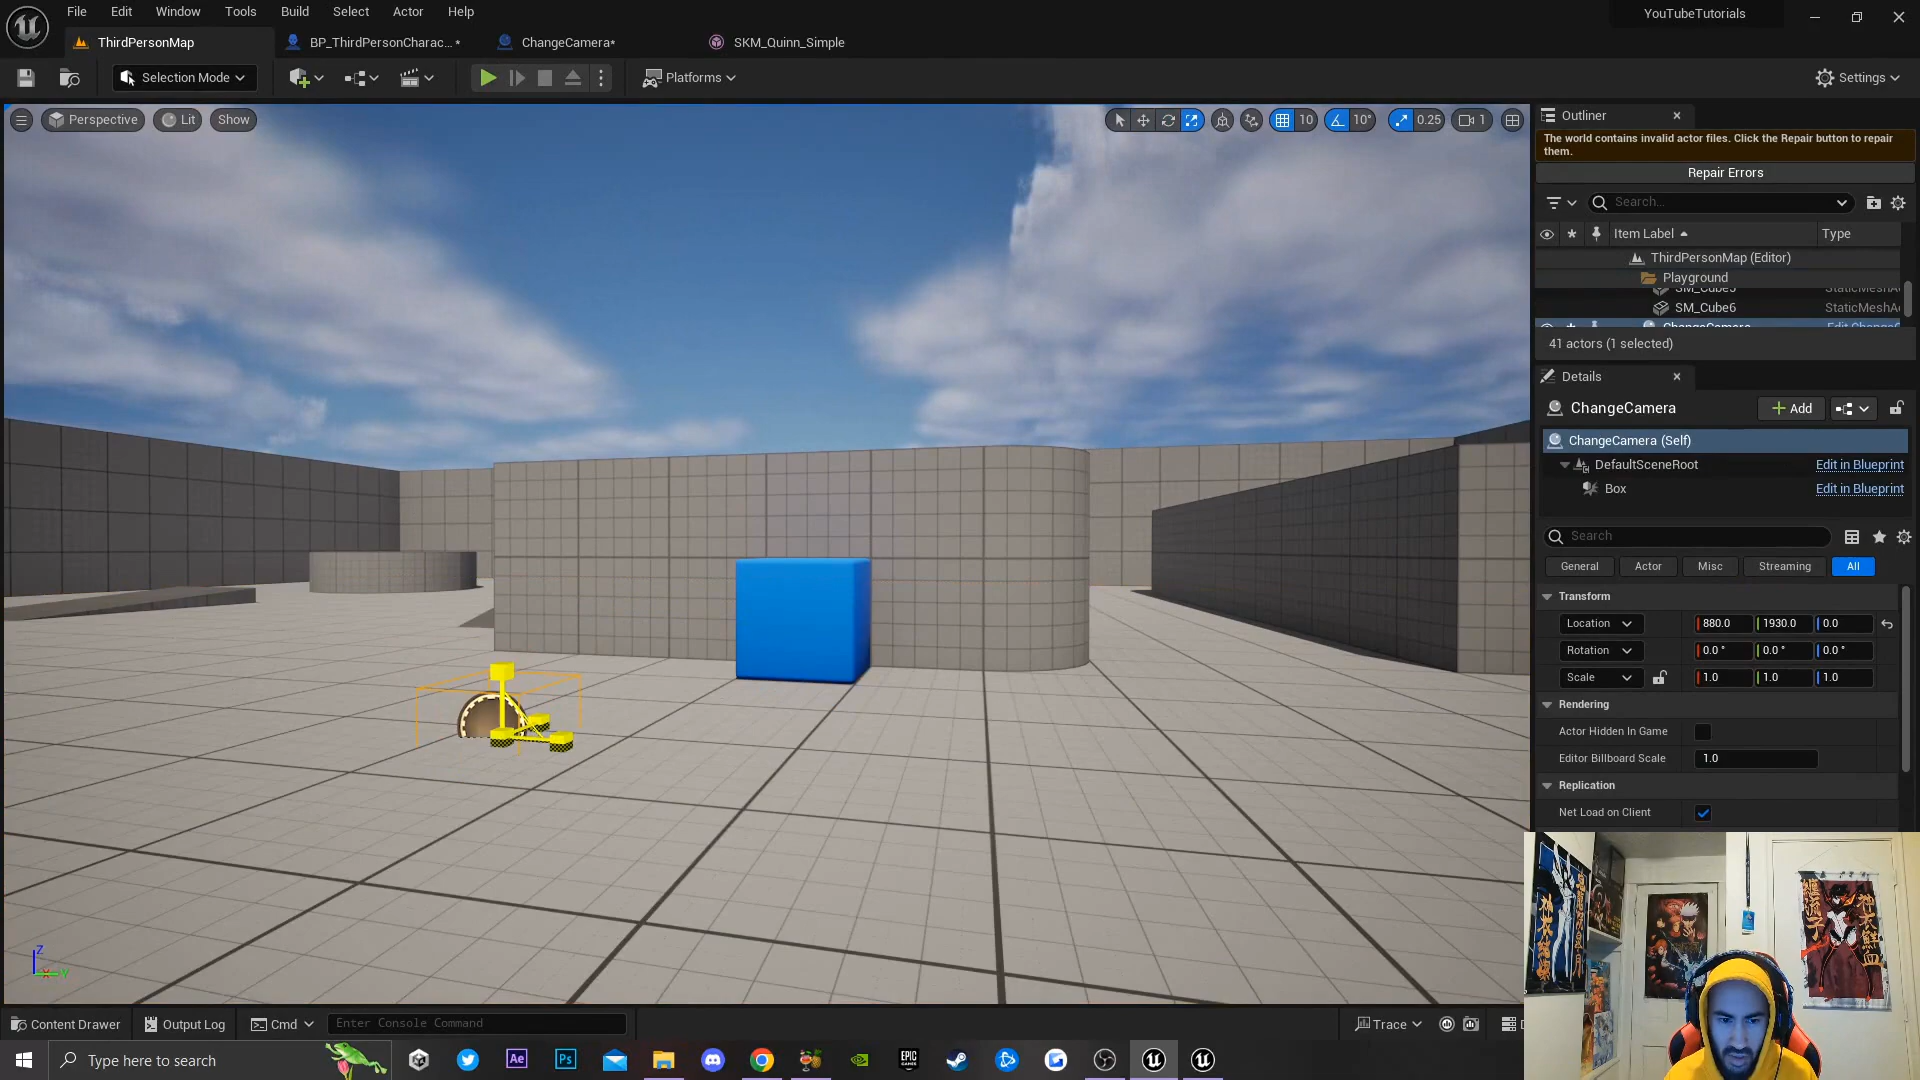 File Edit Window Tools Build Select Actor Help
YouTubeTutorials
ThirdPersonMap
BP_ThirdPersonCharac... *
ChangeCamera*
SKM_Quinn_Simple
Selection Mode
Platforms
Settings
Perspective Lit Show
10 10° 0.25 1
Outliner
The world contains invalid actor files. Click the Repair button to repair
them.
Repair Errors
Search...
Item Label Type
ThirdPersonMap (Editor)
Playground
SM_Cube6 StaticMeshA
ChangeCamera
41 actors (1 selected)
Details
ChangeCamera
Add
ChangeCamera (Self)
DefaultSceneRoot Edit in Blueprint
Box Edit in Blueprint
Search
General Actor Misc Streaming All
Transform
Location 880.0 1930.0 0.0
Rotation 0.0 ° 0.0 ° 0.0 °
Scale 1.0 1.0 1.0
Rendering
Actor Hidden In Game
Editor Billboard Scale 1.0
Replication
Net Load on Client
Z
Y
Content Drawer Output Log Cmd Enter Console Command
Trace
Type here to search
Ae
Ps
EPIC
GAMES